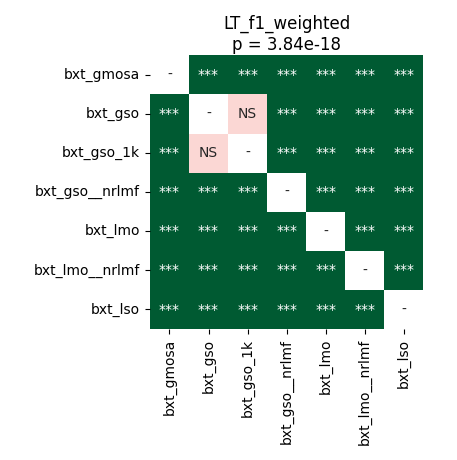 LT_f1_weighted
p = 3.84e-18
bxt_gmosa - *** *** *** *** *** ***
bxt_gso *** - NS *** *** *** ***
bxt_gso_1k *** NS - *** *** *** ***
bxt_gso__nrlmf *** *** *** - *** *** ***
bxt_lmo *** *** *** *** - *** ***
bxt_lmo__nrlmf *** *** *** *** *** - ***
bxt_lso *** *** *** *** *** *** -
bxt_gmosa
bxt_gso
bxt_gso_1k
bxt_gso__nrlmf
bxt_lmo
bxt_lmo__nrlmf
bxt_lso